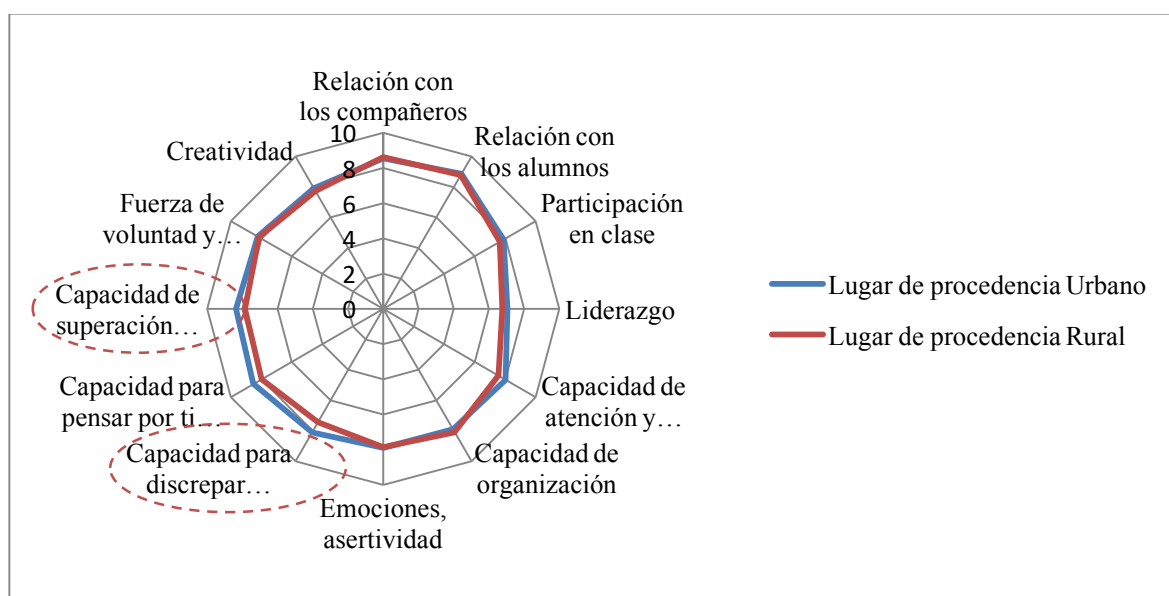 Relación con
los compañeros
Relación con
los alumnos
Participación
en clase
Liderazgo
Capacidad de
atención y…
Capacidad de
organización
Emociones,
asertividad
Capacidad para
discrepar…
Capacidad para
pensar por ti…
Capacidad de
superación…
Fuerza de
voluntad y…
Creatividad
10
8
6
4
2
0
Lugar de procedencia Urbano
Lugar de procedencia Rural